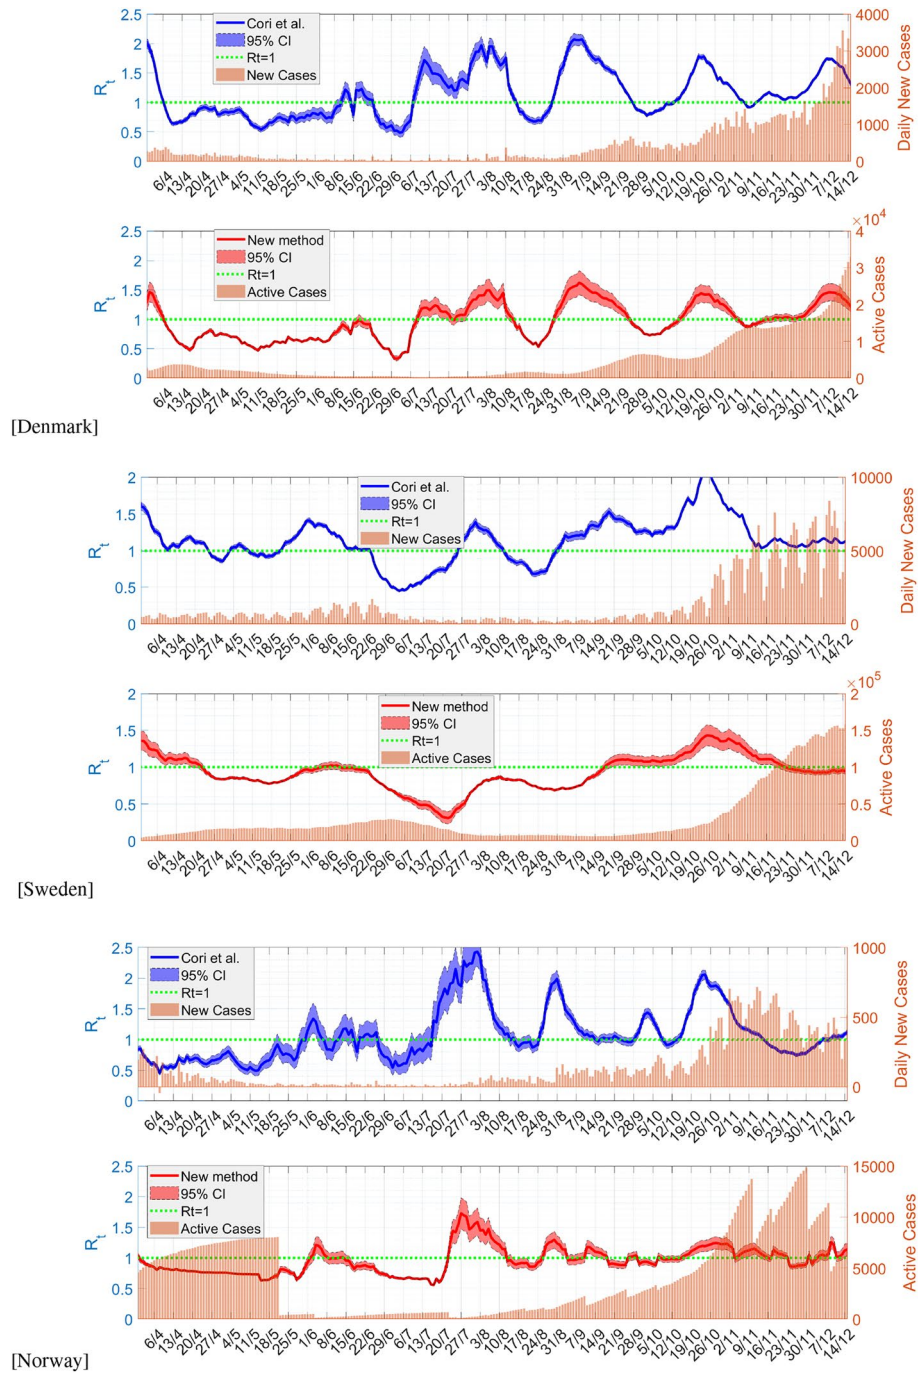 2.5
2
1.5
1
0.5
0
R_t
Cori et al.
95% CI
Rt=1
New Cases
4000
3000
2000
1000
0
Daily New Cases
6/4 13/4 20/4 27/4 4/5 11/5 18/5 25/5 1/6 8/6 15/6 22/6 29/6 6/7 13/7 20/7 27/7 3/8 10/8 17/8 24/8 31/8 7/9 14/9 21/9 28/9 5/10 12/10 19/10 26/10 2/11 9/11 16/11 23/11 30/11 7/12 14/12
2.5
2
1.5
1
0.5
0
R_t
New method
95% CI
Rt=1
Active Cases
×10^4
4
3
2
1
0
Active Cases
6/4 13/4 20/4 27/4 4/5 11/5 18/5 25/5 1/6 8/6 15/6 22/6 29/6 6/7 13/7 20/7 27/7 3/8 10/8 17/8 24/8 31/8 7/9 14/9 21/9 28/9 5/10 12/10 19/10 26/10 2/11 9/11 16/11 23/11 30/11 7/12 14/12
[Denmark]
2
1.5
1
0.5
0
R_t
Cori et al.
95% CI
Rt=1
New Cases
10000
5000
0
Daily New Cases
6/4 13/4 20/4 27/4 4/5 11/5 18/5 25/5 1/6 8/6 15/6 22/6 29/6 6/7 13/7 20/7 27/7 3/8 10/8 17/8 24/8 31/8 7/9 14/9 21/9 28/9 5/10 12/10 19/10 26/10 2/11 9/11 16/11 23/11 30/11 7/12 14/12
2
1.5
1
0.5
0
R_t
New method
95% CI
Rt=1
Active Cases
×10^5
2
1.5
1
0.5
0
Active Cases
6/4 13/4 20/4 27/4 4/5 11/5 18/5 25/5 1/6 8/6 15/6 22/6 29/6 6/7 13/7 20/7 27/7 3/8 10/8 17/8 24/8 31/8 7/9 14/9 21/9 28/9 5/10 12/10 19/10 26/10 2/11 9/11 16/11 23/11 30/11 7/12 14/12
[Sweden]
2.5
2
1.5
1
0.5
0
R_t
Cori et al.
95% CI
Rt=1
New Cases
1000
500
0
Daily New Cases
6/4 13/4 20/4 27/4 4/5 11/5 18/5 25/5 1/6 8/6 15/6 22/6 29/6 6/7 13/7 20/7 27/7 3/8 10/8 17/8 24/8 31/8 7/9 14/9 21/9 28/9 5/10 12/10 19/10 26/10 2/11 9/11 16/11 23/11 30/11 7/12 14/12
2.5
2
1.5
1
0.5
0
R_t
New method
95% CI
Rt=1
Active Cases
15000
10000
5000
0
Active Cases
6/4 13/4 20/4 27/4 4/5 11/5 18/5 25/5 1/6 8/6 15/6 22/6 29/6 6/7 13/7 20/7 27/7 3/8 10/8 17/8 24/8 31/8 7/9 14/9 21/9 28/9 5/10 12/10 19/10 26/10 2/11 9/11 16/11 23/11 30/11 7/12 14/12
[Norway]